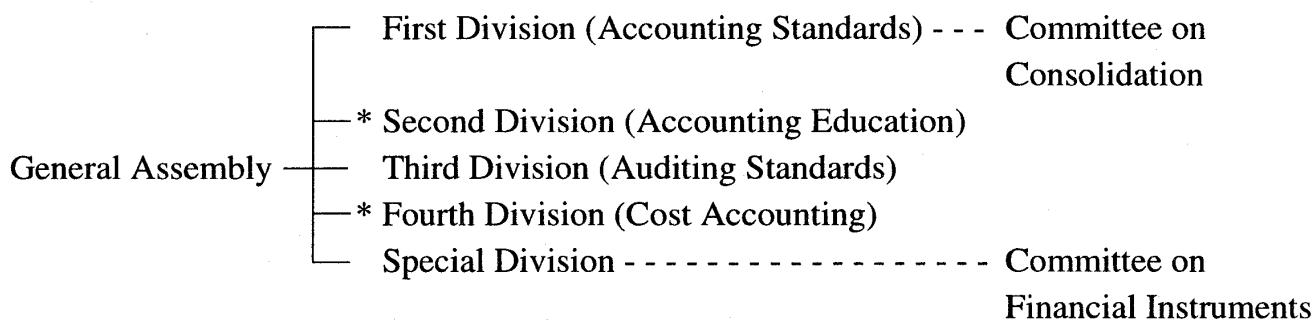 First Division (Accounting Standards) - - - Committee on
Consolidation
* Second Division (Accounting Education)
General Assembly
Third Division (Auditing Standards)
* Fourth Division (Cost Accounting)
Special Division - - - - - - - - - - - - - - - - - - Committee on
Financial Instruments